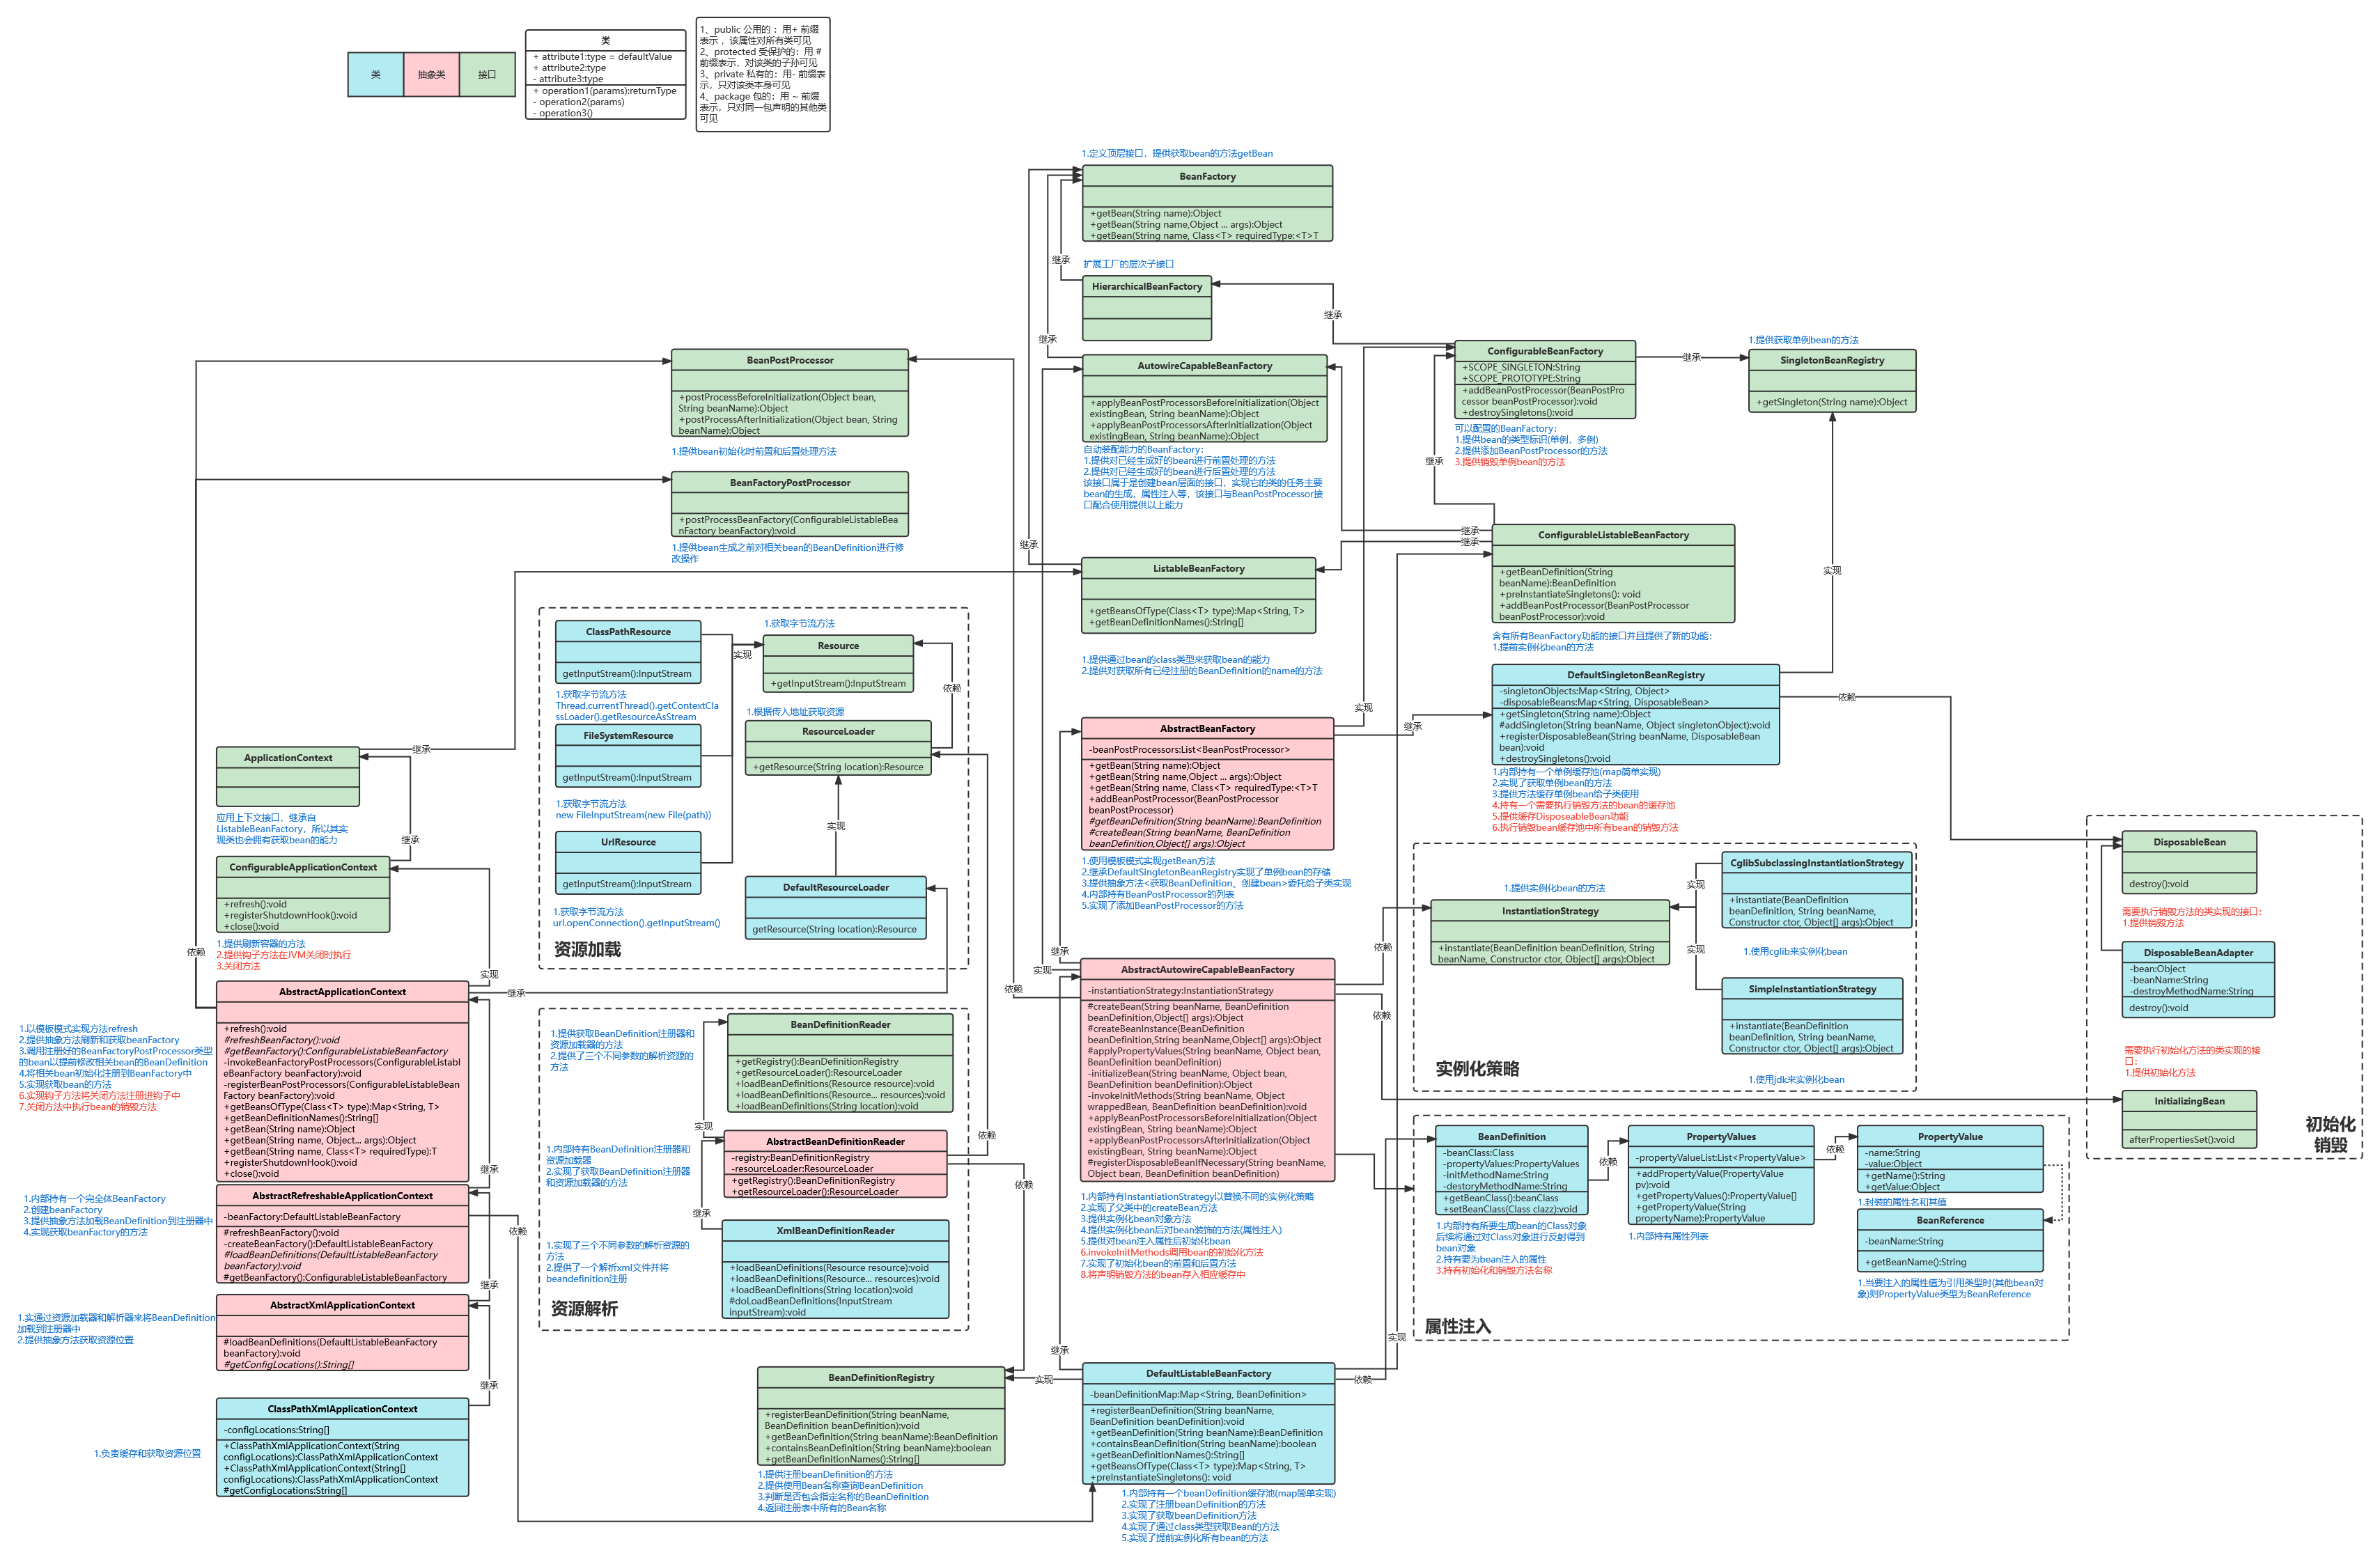 类
抽象类
接口
类
+ attribute1:type = defaultValue
+ attribute2:type
- attribute3:type
+ operation1(params):returnType
- operation2(params)
- operation3()
1、public 公用的 ：用+ 前缀
表示 ，该属性对所有类可见
2、protected 受保护的：用 #
前缀表示，对该类的子孙可见
3、private 私有的：用- 前缀表
示，只对该类本身可见
4、package 包的：用 ~ 前缀
表示，只对同一包声明的其他类
可见
1.定义顶层接口，提供获取bean的方法getBean
BeanFactory
+getBean(String name):Object
+getBean(String name,Object ... args):Object
+getBean(String name, Class<T> requiredType:<T>T
继承
扩展工厂的层次子接口
HierarchicalBeanFactory
继承
继承
AutowireCapableBeanFactory
+applyBeanPostProcessorsBeforeInitialization(Object
existingBean, String beanName):Object
+applyBeanPostProcessorsAfterInitialization(Object
existingBean, String beanName):Object
自动装配能力的BeanFactory：
1.提供对已经生成好的bean进行前置处理的方法
2.提供对已经生成好的bean进行后置处理的方法
该接口属于是创建bean层面的接口，实现它的类的任务主要
bean的生成，属性注入等，该接口与BeanPostProcessor接
口配合使用提供以上能力
ConfigurableBeanFactory
+SCOPE_SINGLETON:String
+SCOPE_PROTOTYPE:String
+addBeanPostProcessor(BeanPostPro
cessor beanPostProcessor):void
+destroySingletons():void
可以配置的BeanFactory：
1.提供bean的类型标识(单例，多例)
2.提供添加BeanPostProcessor的方法
3.提供销毁单例bean的方法
继承
继承
1.提供获取单例bean的方法
SingletonBeanRegistry
+getSingleton(String name):Object
BeanPostProcessor
+postProcessBeforeInitialization(Object bean,
String beanName):Object
+postProcessAfterInitialization(Object bean, String
beanName):Object
1.提供bean初始化时前置和后置处理方法
BeanFactoryPostProcessor
+postProcessBeanFactory(ConfigurableListableBea
nFactory beanFactory):void
1.提供bean生成之前对相关bean的BeanDefinition进行修
改操作
继承
ListableBeanFactory
+getBeansOfType(Class<T> type):Map<String, T>
+getBeanDefinitionNames():String[]
1.提供通过bean的class类型来获取bean的能力
2.提供对获取所有已经注册的BeanDefinition的name的方法
继承
继承
ConfigurableListableBeanFactory
+getBeanDefinition(String
beanName):BeanDefinition
+preInstantiateSingletons(): void
+addBeanPostProcessor(BeanPostProcessor
beanPostProcessor):void
含有所有BeanFactory功能的接口并且提供了新的功能：
1.提前实例化bean的方法
实现
DefaultSingletonBeanRegistry
-singletonObjects:Map<String, Object>
-disposableBeans:Map<String, DisposableBean>
+getSingleton(String name):Object
#addSingleton(String beanName, Object singletonObject):void
+registerDisposableBean(String beanName, DisposableBean
bean):void
+destroySingletons():void
1.内部持有一个单例缓存池(map简单实现)
2.实现了获取单例bean的方法
3.提供方法缓存单例bean给子类使用
4.持有一个需要执行销毁方法的bean的缓存池
5.提供缓存DisposeableBean功能
6.执行销毁bean缓存池中所有bean的销毁方法
依赖
ClassPathResource
getInputStream():InputStream
1.获取字节流方法
Thread.currentThread().getContextCla
ssLoader().getResourceAsStream
FileSystemResource
getInputStream():InputStream
1.获取字节流方法
new FileInputStream(new File(path))
UrlResource
getInputStream():InputStream
1.获取字节流方法
url.openConnection().getInputStream()
资源加载
1.获取字节流方法
Resource
+getInputStream():InputStream
实现
依赖
1.根据传入地址获取资源
ResourceLoader
+getResource(String location):Resource
实现
DefaultResourceLoader
getResource(String location):Resource
ApplicationContext
应用上下文接口，继承自
ListableBeanFactory，所以其实
现类也会拥有获取bean的能力
继承
继承
ConfigurableApplicationContext
+refresh():void
+registerShutdownHook():void
+close():void
1.提供刷新容器的方法
2.提供钩子方法在JVM关闭时执行
3.关闭方法
依赖
实现
继承
AbstractApplicationContext
+refresh():void
#refreshBeanFactory():void
#getBeanFactory():ConfigurableListableBeanFactory
-invokeBeanFactoryPostProcessors(ConfigurableListabl
eBeanFactory beanFactory):void
-registerBeanPostProcessors(ConfigurableListableBean
Factory beanFactory):void
+getBeansOfType(Class<T> type):Map<String, T>
+getBeanDefinitionNames():String[]
+getBean(String name):Object
+getBean(String name, Object... args):Object
+getBean(String name, Class<T> requiredType):T
+registerShutdownHook():void
+close():void
1.以模板模式实现方法refresh
2.提供抽象方法刷新和获取beanFactory
3.调用注册好的BeanFactoryPostProcessor类型
的bean以提前修改相关bean的BeanDefinition
4.将相关bean初始化注册到BeanFactory中
5.实现获取bean的方法
6.实现钩子方法将关闭方法注册进钩子中
7.关闭方法中执行bean的销毁方法
继承
AbstractRefreshableApplicationContext
-beanFactory:DefaultListableBeanFactory
#refreshBeanFactory():void
-createBeanFactory():DefaultListableBeanFactory
#loadBeanDefinitions(DefaultListableBeanFactory
beanFactory):void
#getBeanFactory():ConfigurableListableBeanFactory
1.内部持有一个完全体BeanFactory
2.创建beanFactory
3.提供抽象方法加载BeanDefinition到注册器中
4.实现获取beanFactory的方法
依赖
继承
AbstractXmlApplicationContext
#loadBeanDefinitions(DefaultListableBeanFactory
beanFactory):void
#getConfigLocations():String[]
1.实通过资源加载器和解析器来将BeanDefinition
加载到注册器中
2.提供抽象方法获取资源位置
继承
ClassPathXmlApplicationContext
-configLocations:String[]
+ClassPathXmlApplicationContext(String
configLocations):ClassPathXmlApplicationContext
+ClassPathXmlApplicationContext(String[]
configLocations):ClassPathXmlApplicationContext
#getConfigLocations:String[]
1.负责缓存和获取资源位置
1.提供获取BeanDefinition注册器和
资源加载器的方法
2.提供了三个不同参数的解析资源的
方法
BeanDefinitionReader
+getRegistry():BeanDefinitionRegistry
+getResourceLoader():ResourceLoader
+loadBeanDefinitions(Resource resource):void
+loadBeanDefinitions(Resource... resources):void
+loadBeanDefinitions(String location):void
实现
依赖
1.内部持有BeanDefinition注册器和
资源加载器
2.实现了获取BeanDefinition注册器
和资源加载器的方法
AbstractBeanDefinitionReader
-registry:BeanDefinitionRegistry
-resourceLoader:ResourceLoader
+getRegistry():BeanDefinitionRegistry
+getResourceLoader():ResourceLoader
依赖
继承
1.实现了三个不同参数的解析资源的
方法
2.提供了一个解析xml文件并将
beandefinition注册
XmlBeanDefinitionReader
+loadBeanDefinitions(Resource resource):void
+loadBeanDefinitions(Resource... resources):void
+loadBeanDefinitions(String location):void
#doLoadBeanDefinitions(InputStream
inputStream):void
资源解析
BeanDefinitionRegistry
+registerBeanDefinition(String beanName,
BeanDefinition beanDefinition):void
+getBeanDefinition(String beanName):BeanDefinition
+containsBeanDefinition(String beanName):boolean
+getBeanDefinitionNames():String[]
1.提供注册beanDefinition的方法
2.提供使用Bean名称查询BeanDefinition
3.判断是否包含指定名称的BeanDefinition
4.返回注册表中所有的Bean名称
实现
实现
继承
AbstractBeanFactory
-beanPostProcessors:List<BeanPostProcessor>
+getBean(String name):Object
+getBean(String name,Object ... args):Object
+getBean(String name, Class<T> requiredType:<T>T
+addBeanPostProcessor(BeanPostProcessor
beanPostProcessor)
#getBeanDefinition(String beanName):BeanDefinition
#createBean(String beanName, BeanDefinition
beanDefinition,Object[] args):Object
1.使用模板模式实现getBean方法
2.继承DefaultSingletonBeanRegistry实现了单例bean的存储
3.提供抽象方法<获取BeanDefinition、创建bean>委托给子类实现
4.内部持有BeanPostProcessor的列表
5.实现了添加BeanPostProcessor的方法
继承
实现
依赖
依赖
依赖
AbstractAutowireCapableBeanFactory
-instantiationStrategy:InstantiationStrategy
#createBean(String beanName, BeanDefinition
beanDefinition,Object[] args):Object
#createBeanInstance(BeanDefinition
beanDefinition,String beanName,Object[] args):Object
#applyPropertyValues(String beanName, Object bean,
BeanDefinition beanDefinition)
-initializeBean(String beanName, Object bean,
BeanDefinition beanDefinition):Object
-invokeInitMethods(String beanName, Object
wrappedBean, BeanDefinition beanDefinition):void
+applyBeanPostProcessorsBeforeInitialization(Object
existingBean, String beanName):Object
+applyBeanPostProcessorsAfterInitialization(Object
existingBean, String beanName):Object
#registerDisposableBeanIfNecessary(String beanName,
Object bean, BeanDefinition beanDefinition)
1.内部持有InstantiationStrategy以替换不同的实例化策略
2.实现了父类中的createBean方法
3.提供实例化bean对象方法
4.提供实例化bean后对bean装饰的方法(属性注入)
5.提供对bean注入属性后初始化bean
6.invokeInitMethods调用bean的初始化方法
7.实现了初始化bean的前置和后置方法
8.将声明销毁方法的bean存入相应缓存中
继承
实现
依赖
DefaultListableBeanFactory
-beanDefinitionMap:Map<String, BeanDefinition>
+registerBeanDefinition(String beanName,
BeanDefinition beanDefinition):void
+getBeanDefinition(String beanName):BeanDefinition
+containsBeanDefinition(String beanName):boolean
+getBeanDefinitionNames():String[]
+getBeansOfType(Class<T> type):Map<String, T>
+preInstantiateSingletons(): void
1.内部持有一个beanDefinition缓存池(map简单实现)
2.实现了注册beanDefinition的方法
3.实现了获取beanDefinition方法
4.实现了通过class类型获取Bean的方法
5.实现了提前实例化所有bean的方法
1.提供实例化bean的方法
InstantiationStrategy
+instantiate(BeanDefinition beanDefinition, String
beanName, Constructor ctor, Object[] args):Object
实现
CglibSubclassingInstantiationStrategy
+instantiate(BeanDefinition
beanDefinition, String beanName,
Constructor ctor, Object[] args):Object
1.使用cglib来实例化bean
实现
SimpleInstantiationStrategy
+instantiate(BeanDefinition
beanDefinition, String beanName,
Constructor ctor, Object[] args):Object
1.使用jdk来实例化bean
实例化策略
BeanDefinition
-beanClass:Class
-propertyValues:PropertyValues
-initMethodName:String
-destoryMethodName:String
+getBeanClass():beanClass
+setBeanClass(Class clazz):void
1.内部持有所要生成bean的Class对象
后续将通过对Class对象进行反射得到
bean对象
2.持有要为bean注入的属性
3.持有初始化和销毁方法名称
依赖
PropertyValues
-propertyValueList:List<PropertyValue>
+addPropertyValue(PropertyValue
pv):void
+getPropertyValues():PropertyValue[]
+getPropertyValue(String
propertyName):PropertyValue
1.内部持有属性列表
依赖
PropertyValue
-name:String
-value:Object
+getName():String
+getValue:Object
1.封装的属性名和其值
BeanReference
-beanName:String
+getBeanName():String
1.当要注入的属性值为引用类型时(其他bean对
象)则PropertyValue类型为BeanReference
属性注入
DisposableBean
destroy():void
需要执行销毁方法的类实现的接口：
1.提供销毁方法
DisposableBeanAdapter
-bean:Object
-beanName:String
-destroyMethodName:String
destroy():void
需要执行初始化方法的类实现的接
口：
1.提供初始化方法
InitializingBean
afterPropertiesSet():void
初始化
销毁